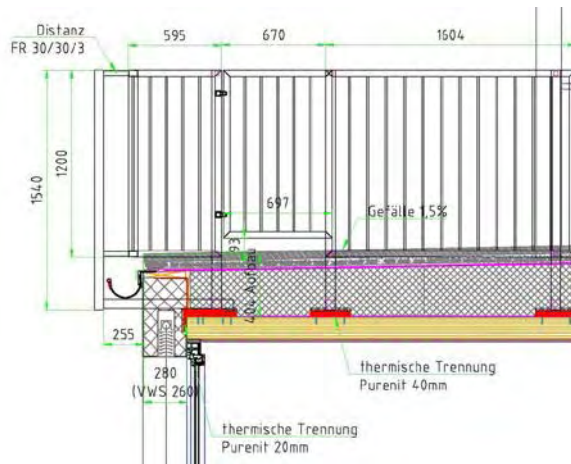 Distanz
FR 30/30/3
595
670
1604
1540
1200
697
Gefälle 1,5%
93
404 Aufbau
255
280
(VWS 260)
thermische Trennung
Purenit 40mm
thermische Trennung
Purenit 20mm